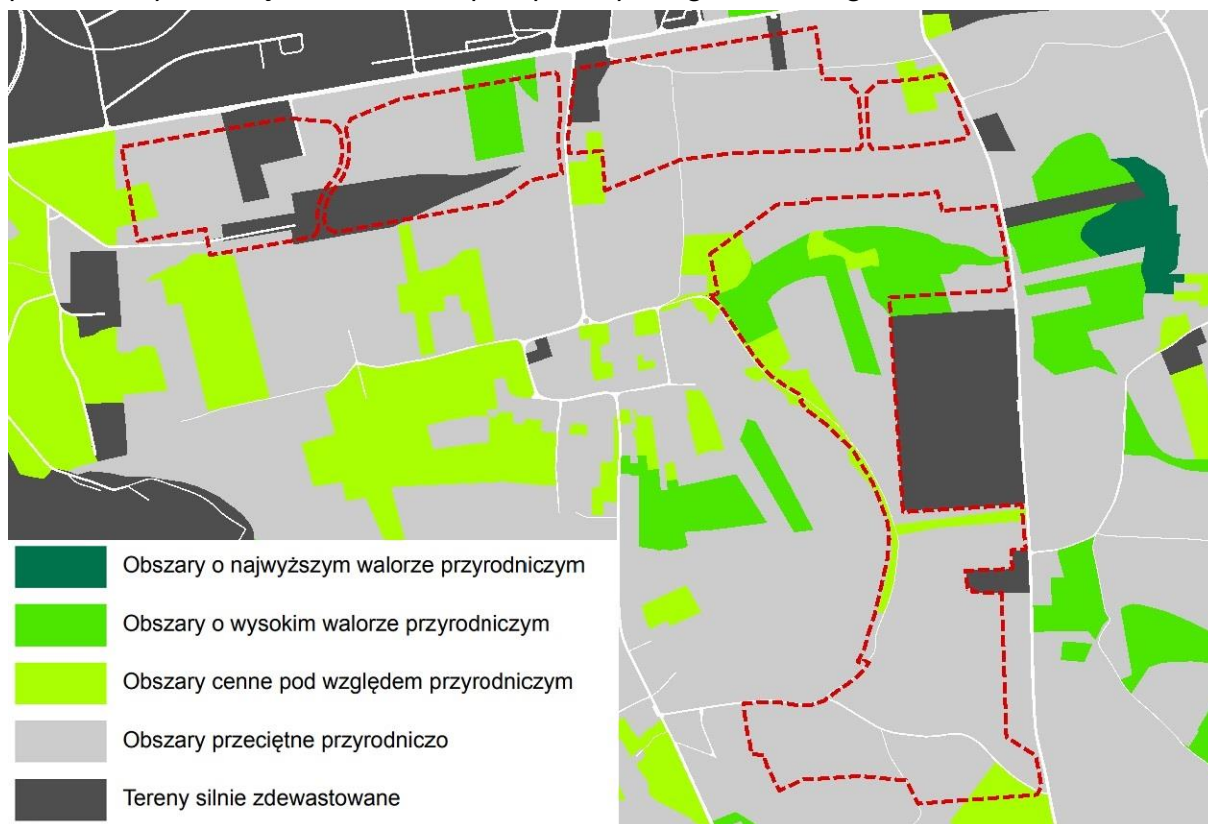 Obszary o najwyższym walorze przyrodniczym
Obszary o wysokim walorze przyrodniczym
Obszary cenne pod względem przyrodniczym
Obszary przeciętne przyrodniczo
Tereny silnie zdewastowane